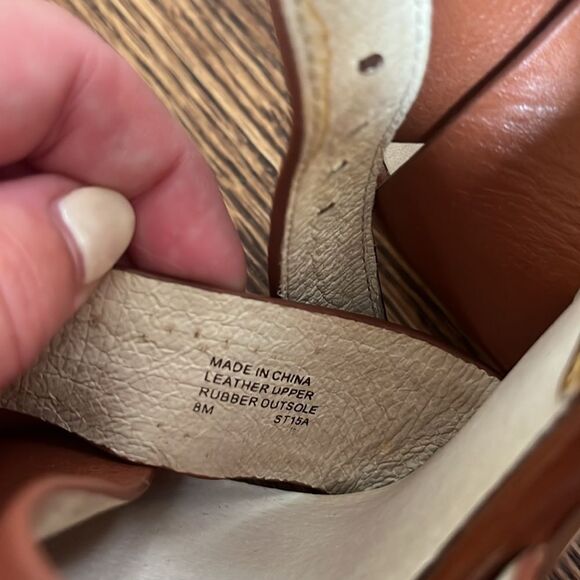 MADE IN CHINA
LEATHER UPPER
RUBBER OUTSOLE
8M ST15A